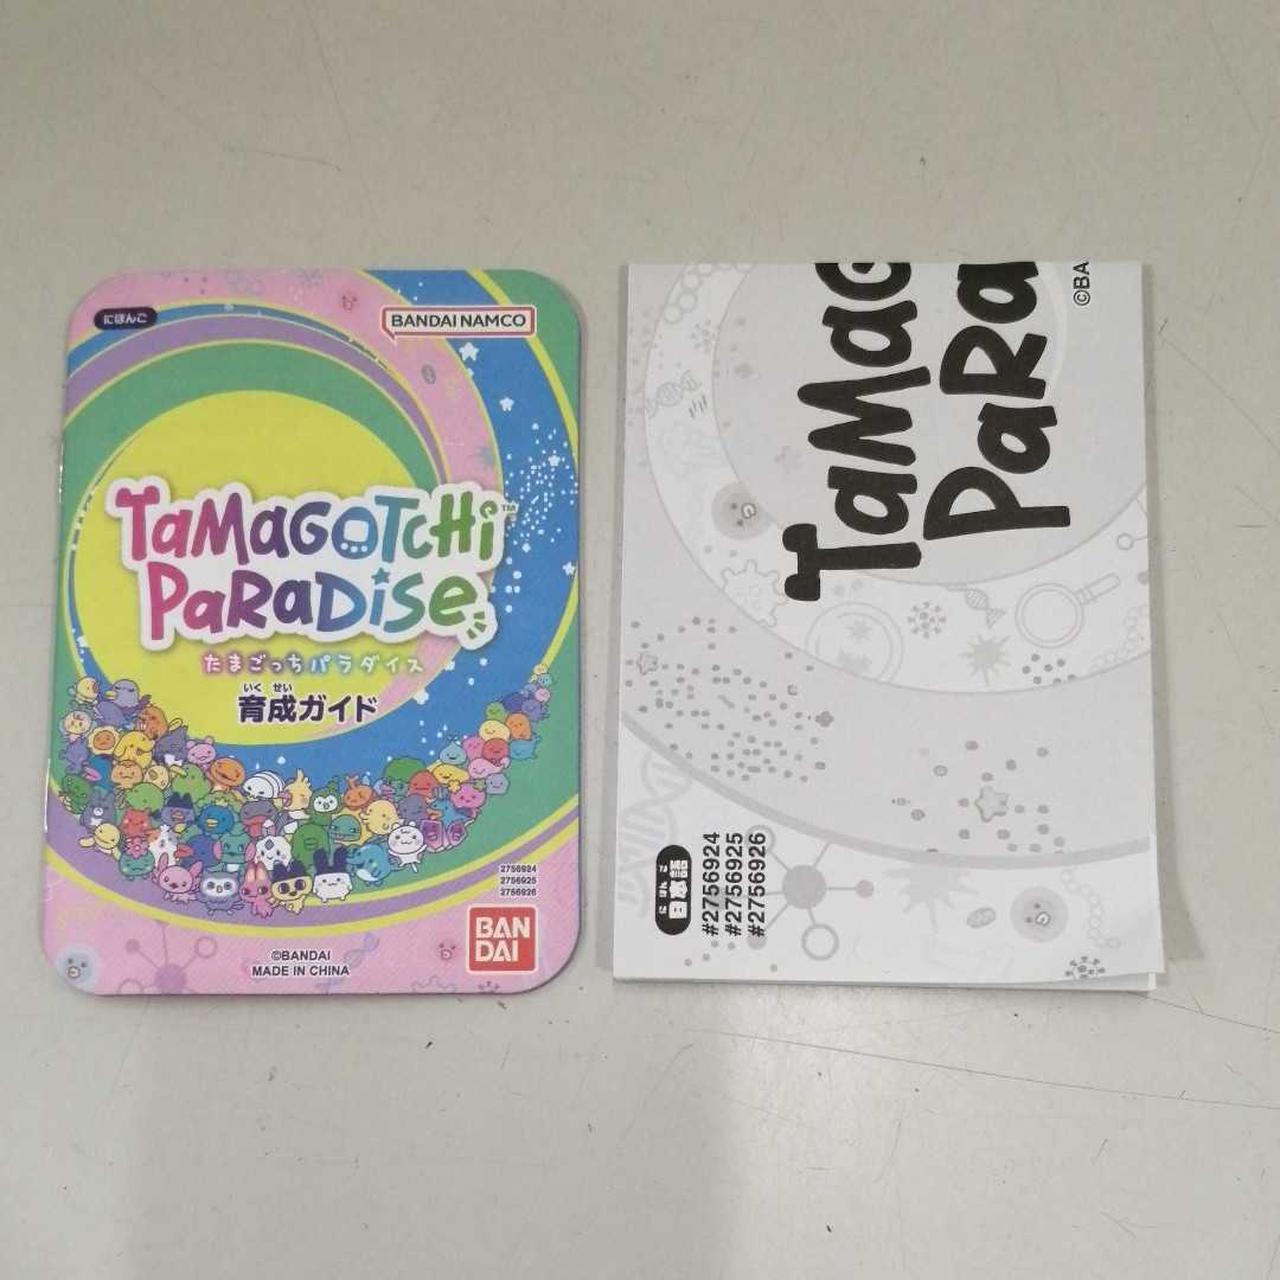 にほんご
BANDAI NAMCO
TaMaGOTCHi™
PaRaDiSe
たまごっちパラダイス
いく せい
育成ガイド
2756924
2756925
2756926
BAN
DAI
©BANDAI
MADE IN CHINA
TaMaG
PaRa
©BA
日本語
#2756924
#2756925
#2756926